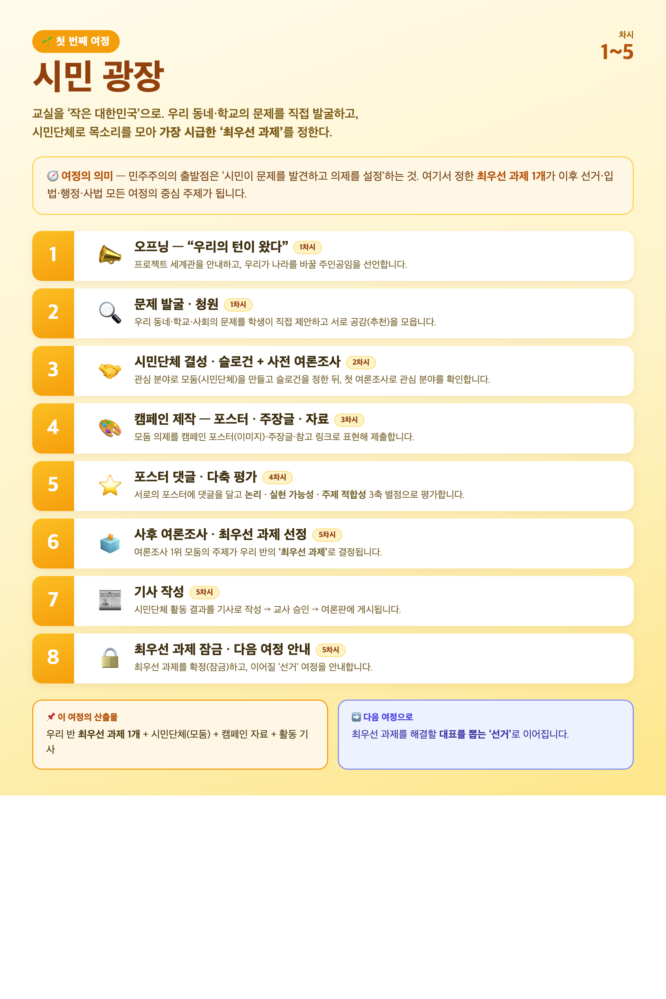 🌱 첫 번째 여정
차시
1~5
시민 광장
교실을 ‘작은 대한민국’으로. 우리 동네·학교의 문제를 직접 발굴하고,
시민단체로 목소리를 모아 가장 시급한 ‘최우선 과제’를 정한다.
🧭 여정의 의미 — 민주주의의 출발점은 ‘시민이 문제를 발견하고 의제를 설정’하는 것. 여기서 정한 최우선 과제 1개가 이후 선거·입
법·행정·사법 모든 여정의 중심 주제가 됩니다.
1
오프닝 — “우리의 턴이 왔다” 1차시
프로젝트 세계관을 안내하고, 우리가 나라를 바꿀 주인공임을 선언합니다.
2
문제 발굴 · 청원 1차시
우리 동네·학교·사회의 문제를 학생이 직접 제안하고 서로 공감(추천)을 모읍니다.
3
시민단체 결성 · 슬로건 + 사전 여론조사 2차시
관심 분야로 모둠(시민단체)을 만들고 슬로건을 정한 뒤, 첫 여론조사로 관심 분야를 확인합니다.
4
캠페인 제작 — 포스터 · 주장글 · 자료 3차시
모둠 의제를 캠페인 포스터(이미지)·주장글·참고 링크로 표현해 제출합니다.
5
포스터 댓글 · 다축 평가 4차시
서로의 포스터에 댓글을 달고 논리 · 실현 가능성 · 주제 적합성 3축 별점으로 평가합니다.
6
사후 여론조사 · 최우선 과제 선정 5차시
여론조사 1위 모둠의 주제가 우리 반의 ‘최우선 과제’로 결정됩니다.
7
THE APPLE TIMES
기사 작성 5차시
시민단체 활동 결과를 기사로 작성 → 교사 승인 → 여론판에 게시됩니다.
8
최우선 과제 잠금 · 다음 여정 안내 5차시
최우선 과제를 확정(잠금)하고, 이어질 ‘선거’ 여정을 안내합니다.
📌 이 여정의 산출물
우리 반 최우선 과제 1개 + 시민단체(모둠) + 캠페인 자료 + 활동 기
사
➡️ 다음 여정으로
최우선 과제를 해결할 대표를 뽑는 ‘선거’로 이어집니다.